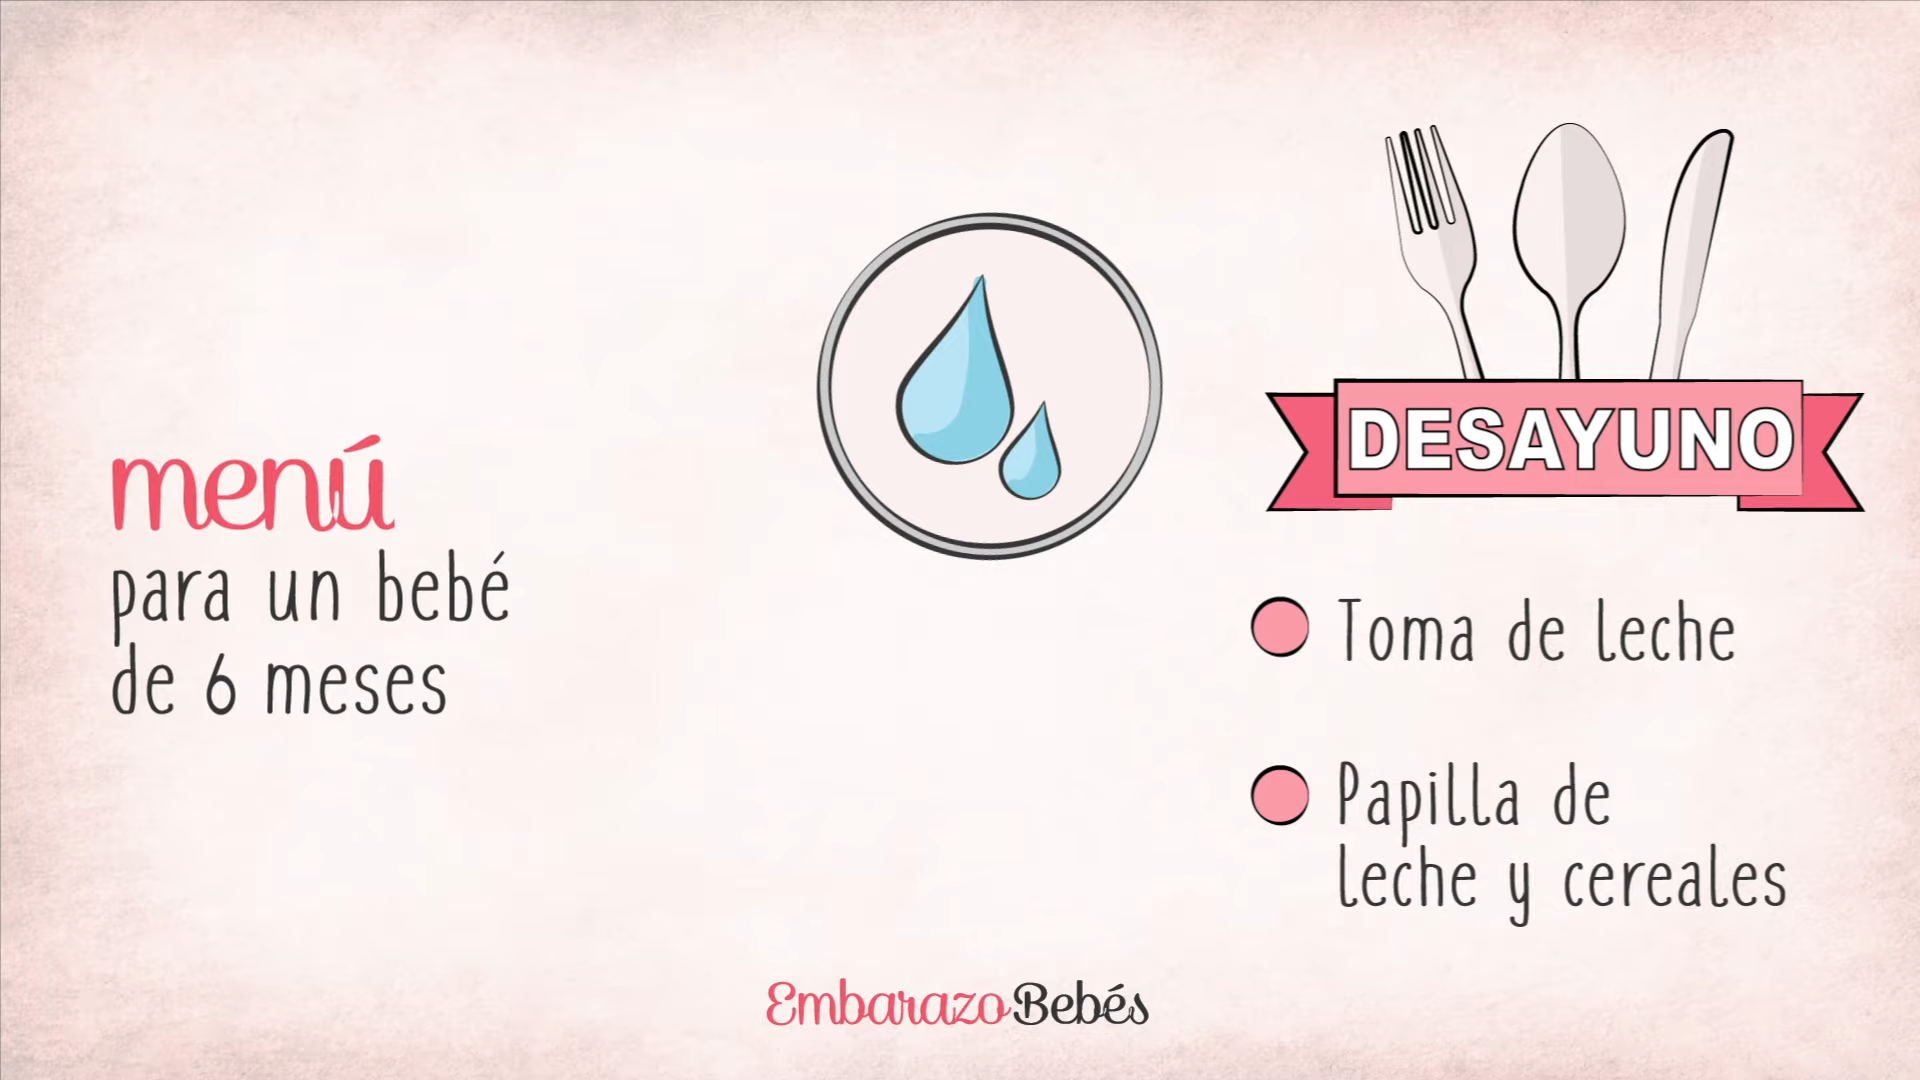 menú
para un bebé
de 6 meses
DESAYUNO
Toma de leche
Papilla de
leche y cereales
EmbarazoBebés